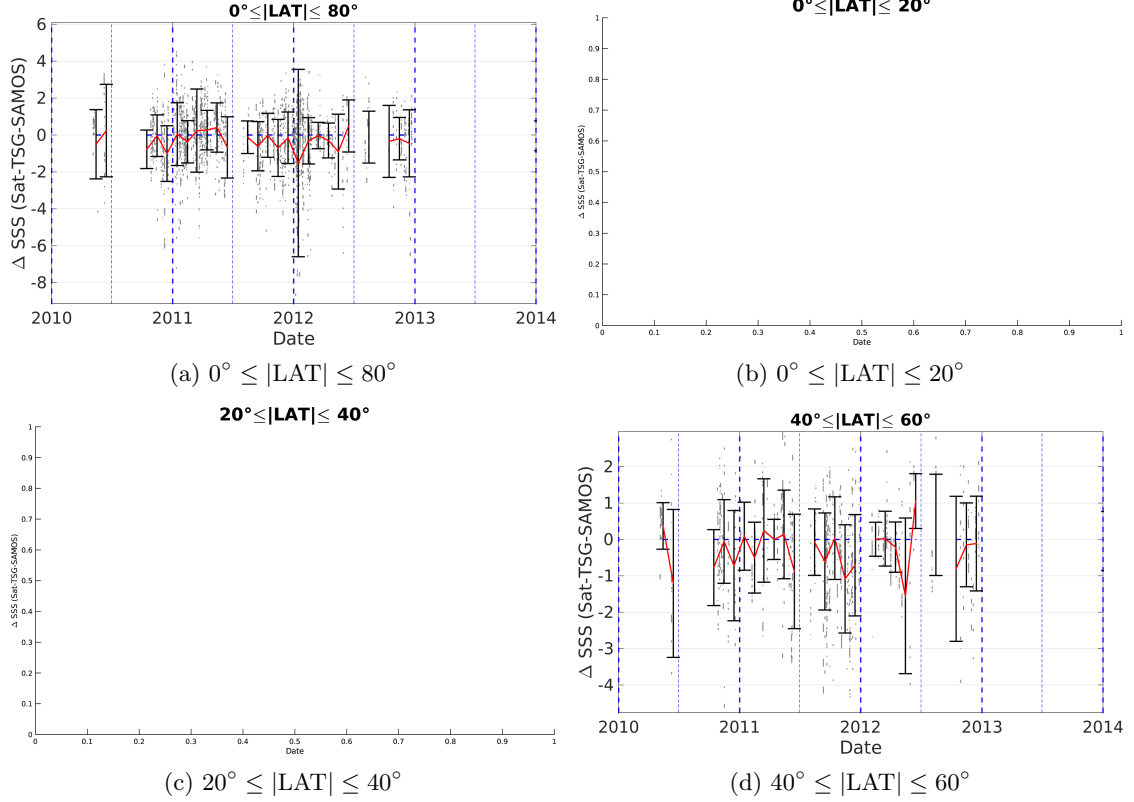 0°≤|LAT|≤ 80°
6
4
2
0
-2
-4
-6
-8
Δ SSS (Sat-TSG-SAMOS)
2010 2011 2012 2013 2014
Date
(a) 0° ≤ |LAT| ≤ 80°
0°≤|LAT|≤ 20°
1
0.9
0.8
0.7
0.6
0.5
0.4
0.3
0.2
0.1
0
Δ SSS (Sat-TSG-SAMOS)
0 0.1 0.2 0.3 0.4 0.5 0.6 0.7 0.8 0.9 1
Date
(b) 0° ≤ |LAT| ≤ 20°
20°≤|LAT|≤ 40°
1
0.9
0.8
0.7
0.6
0.5
0.4
0.3
0.2
0.1
0
Δ SSS (Sat-TSG-SAMOS)
0 0.1 0.2 0.3 0.4 0.5 0.6 0.7 0.8 0.9 1
Date
(c) 20° ≤ |LAT| ≤ 40°
40°≤|LAT|≤ 60°
2
1
0
-1
-2
-3
-4
Δ SSS (Sat-TSG-SAMOS)
2010 2011 2012 2013 2014
Date
(d) 40° ≤ |LAT| ≤ 60°